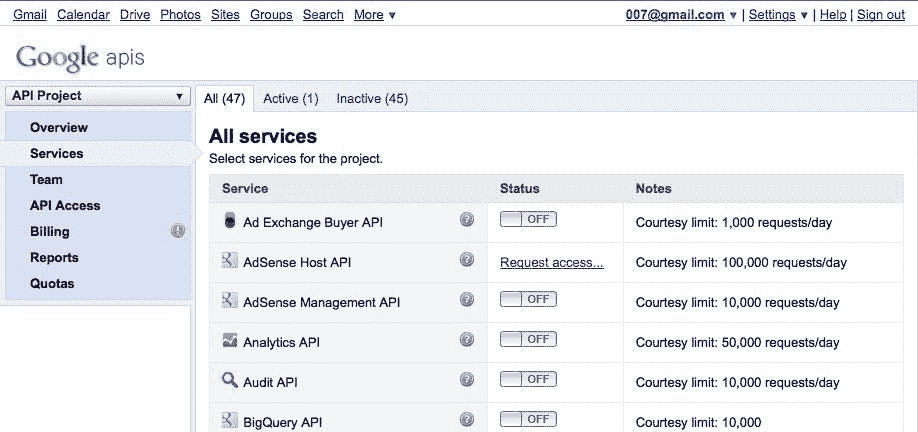 Gmail Calendar Drive Photos Sites Groups Search More ▼ 007@gmail.com ▼ | Settings ▼ | Help | Sign out
Google apis
API Project ▼
Overview
Services
Team
API Access
Billing
Reports
Quotas
All (47) Active (1) Inactive (45)
All services
Select services for the project.
Service Status Notes
Ad Exchange Buyer API ? OFF Courtesy limit: 1,000 requests/day
AdSense Host API ? Request access... Courtesy limit: 100,000 requests/day
AdSense Management API ? OFF Courtesy limit: 10,000 requests/day
Analytics API ? OFF Courtesy limit: 50,000 requests/day
Audit API ? OFF Courtesy limit: 10,000 requests/day
BigQuery API ? OFF Courtesy limit: 10,000